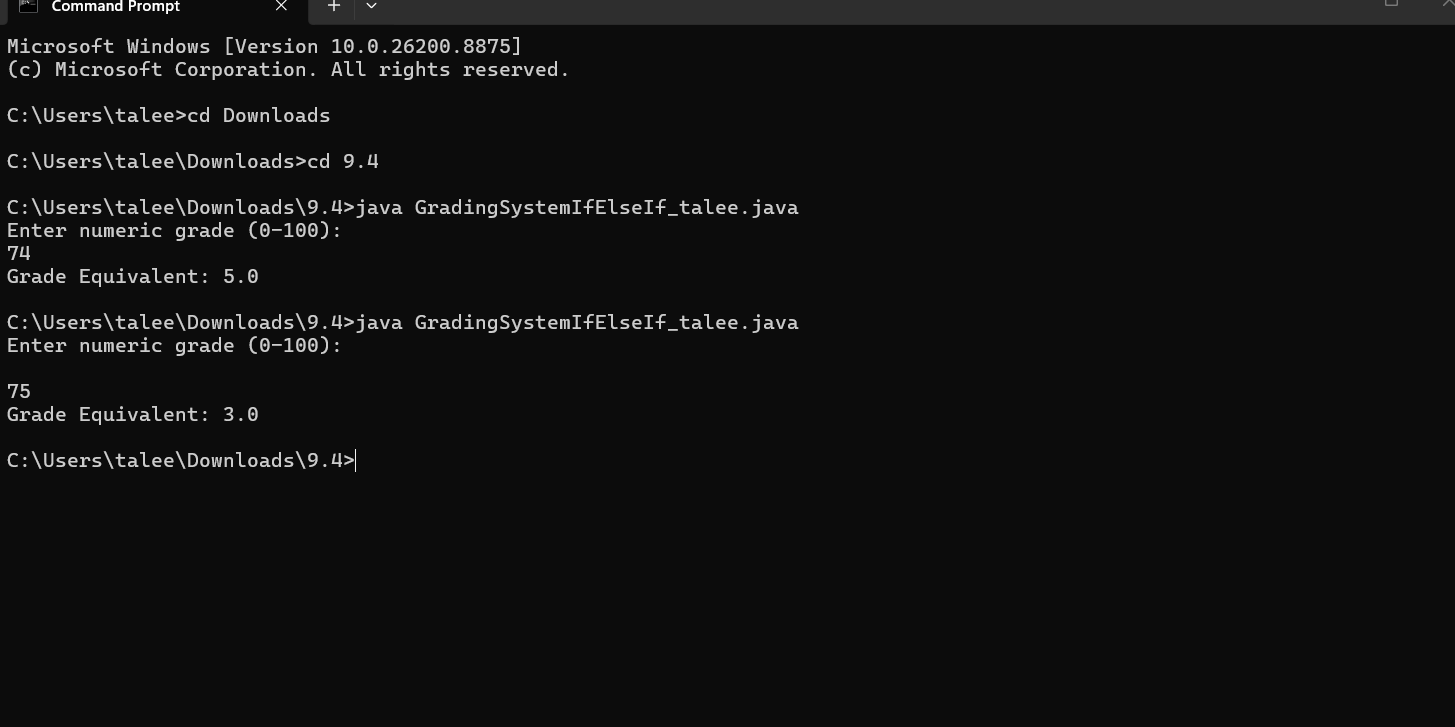 Command Prompt
Microsoft Windows [Version 10.0.26200.8875]
(c) Microsoft Corporation. All rights reserved.
C:\Users\talee>cd Downloads
C:\Users\talee\Downloads>cd 9.4
C:\Users\talee\Downloads\9.4>java GradingSystemIfElseIf_talee.java
Enter numeric grade (0-100):
74
Grade Equivalent: 5.0
C:\Users\talee\Downloads\9.4>java GradingSystemIfElseIf_talee.java
Enter numeric grade (0-100):
75
Grade Equivalent: 3.0
C:\Users\talee\Downloads\9.4>